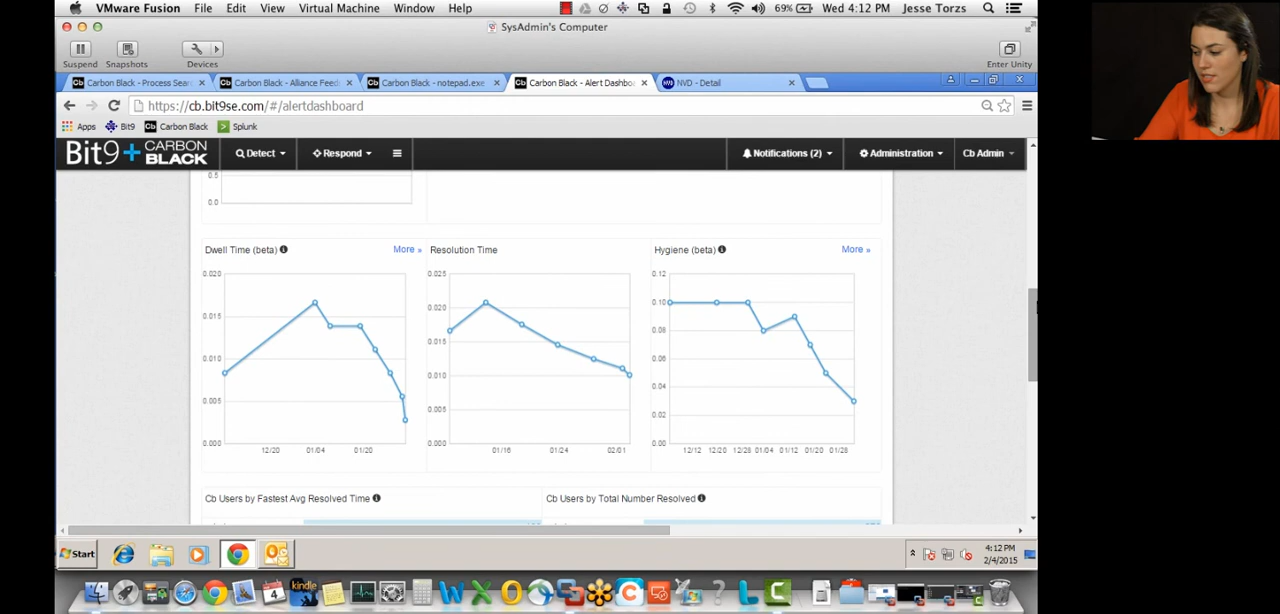 VMware Fusion File Edit View Virtual Machine Window Help 69% Wed 4:12 PM Jesse Torzs
SysAdmin's Computer
Suspend Snapshots Devices Enter Unity
Carbon Black - Process Sear Carbon Black - Alliance Feed Carbon Black - notepad.exe Carbon Black - Alert Dashbo NVD - Detail
https://cb.bit9se.com/#/alertdashboard
Apps Bit9 Cb Carbon Black Splunk
Bit9 + CARBON BLACK Detect Respond Notifications (2) Administration Cb Admin
0.5
0.0
Dwell Time (beta) More » Resolution Time Hygiene (beta) More »
0.020 0.025 0.12
0.10
0.020
0.015
0.08
0.015
0.010 0.06
0.010
0.04
0.005
0.005
0.02
0.000 0.000 0.00
12/20 01/04 01/20 01/16 01/24 02/01 12/12 12/20 12/28 01/04 01/12 01/20 01/28
Cb Users by Fastest Avg Resolved Time Cb Users by Total Number Resolved
Start 4:12 PM
2/4/2015